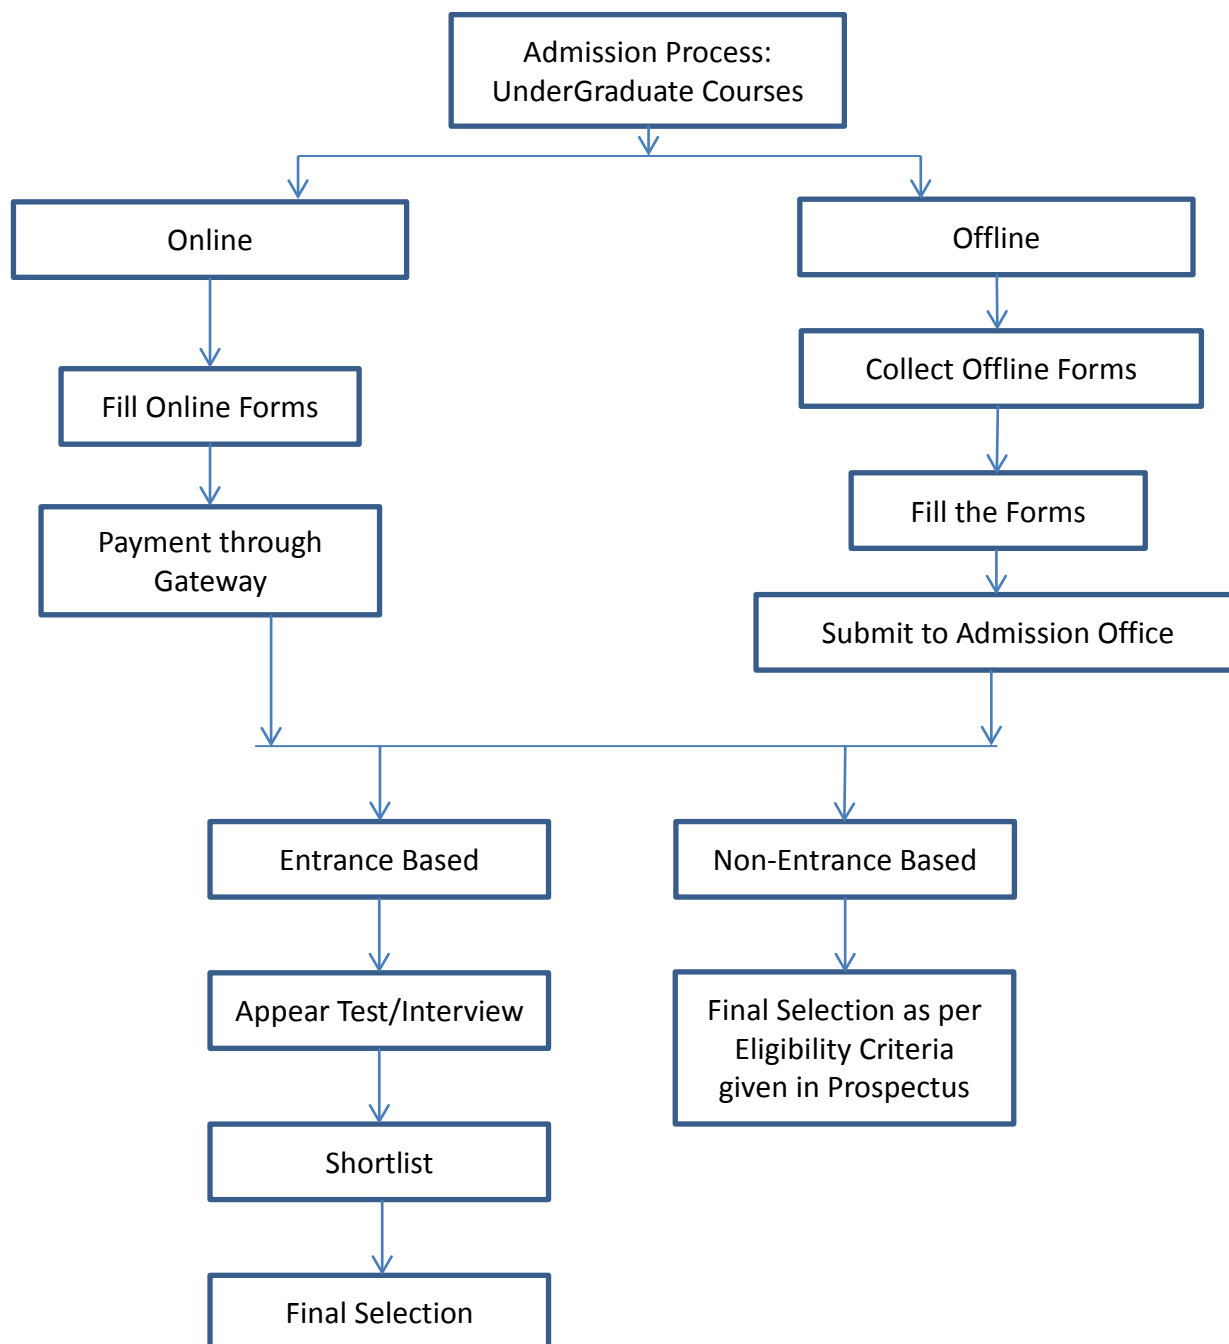 Admission Process:
UnderGraduate Courses
Online
Offline
Collect Offline Forms
Fill Online Forms
Fill the Forms
Payment through
Gateway
Submit to Admission Office
Entrance Based
Non-Entrance Based
Appear Test/Interview
Final Selection as per
Eligibility Criteria
given in Prospectus
Shortlist
Final Selection